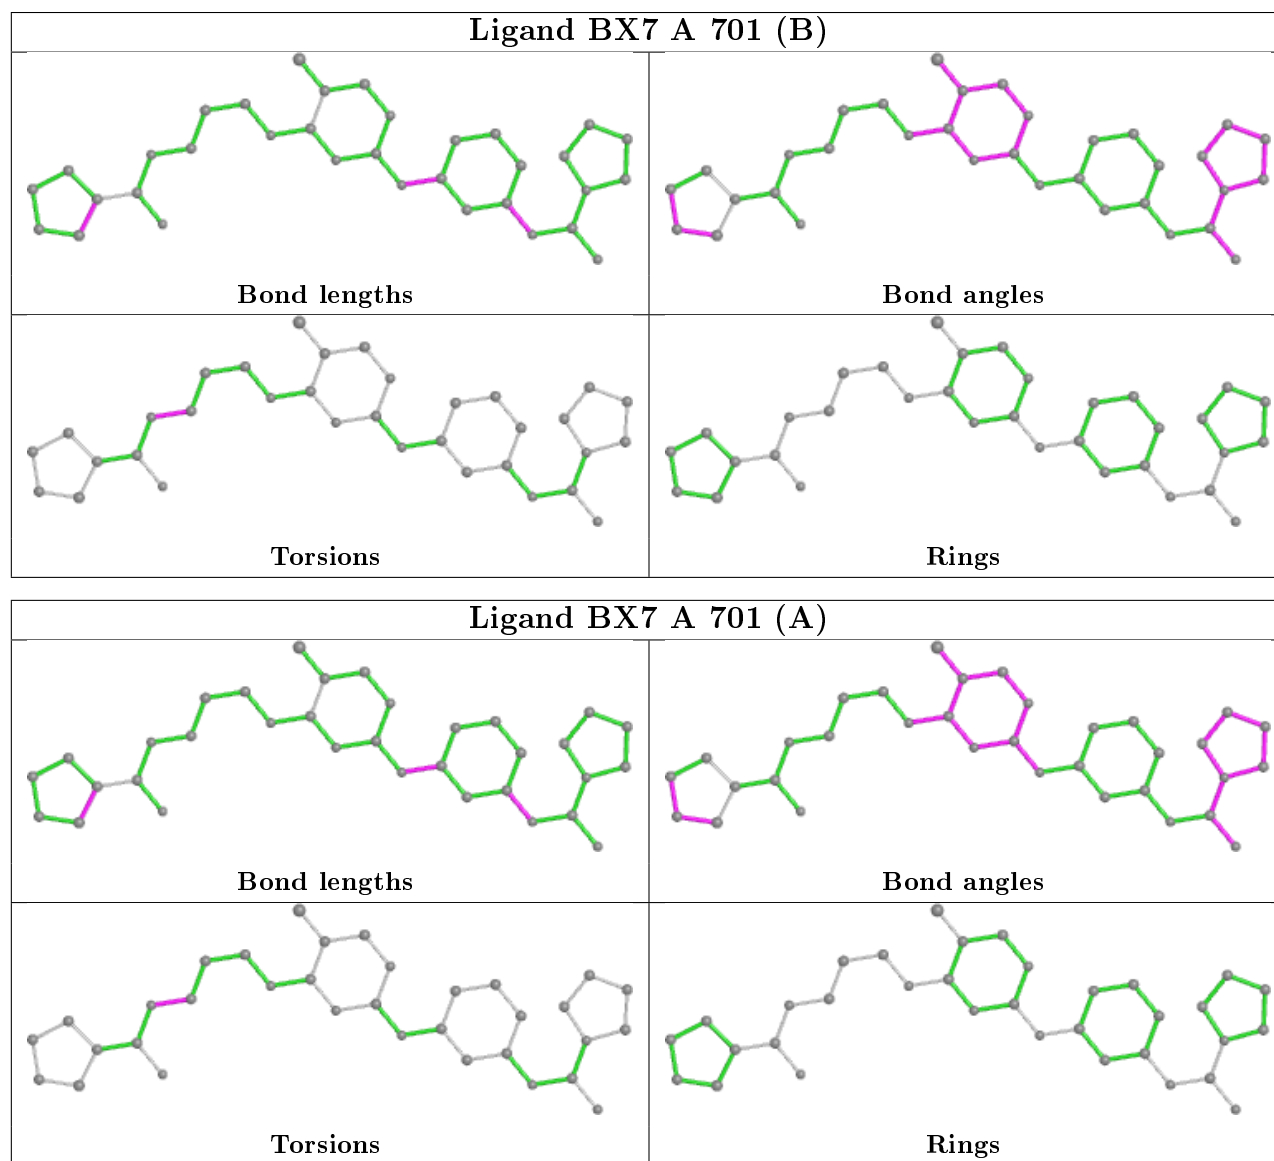 Ligand BX7 A 701 (B)
Bond lengths
Bond angles
Torsions
Rings
Ligand BX7 A 701 (A)
Bond lengths
Bond angles
Torsions
Rings